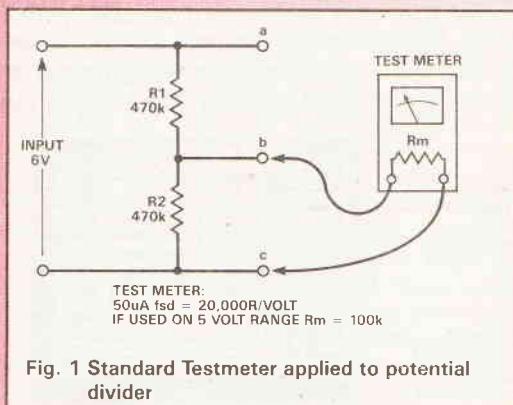 a
TEST METER
R1
470k
Rm
INPUT
6V
b
R2
470k
c
TEST METER:
50uA fsd = 20,000R/VOLT
IF USED ON 5 VOLT RANGE Rm = 100k
Fig. 1 Standard Testmeter applied to potential
divider